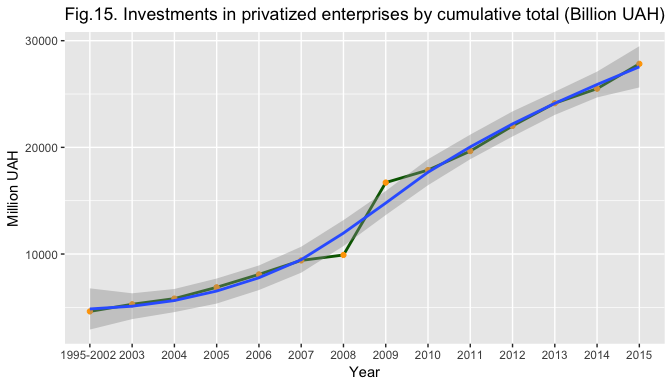 Fig.15. Investments in privatized enterprises by cumulative total (Billion UAH)
30000
20000
10000
Million UAH
1995-2002 2003 2004 2005 2006 2007 2008 2009 2010 2011 2012 2013 2014 2015
Year